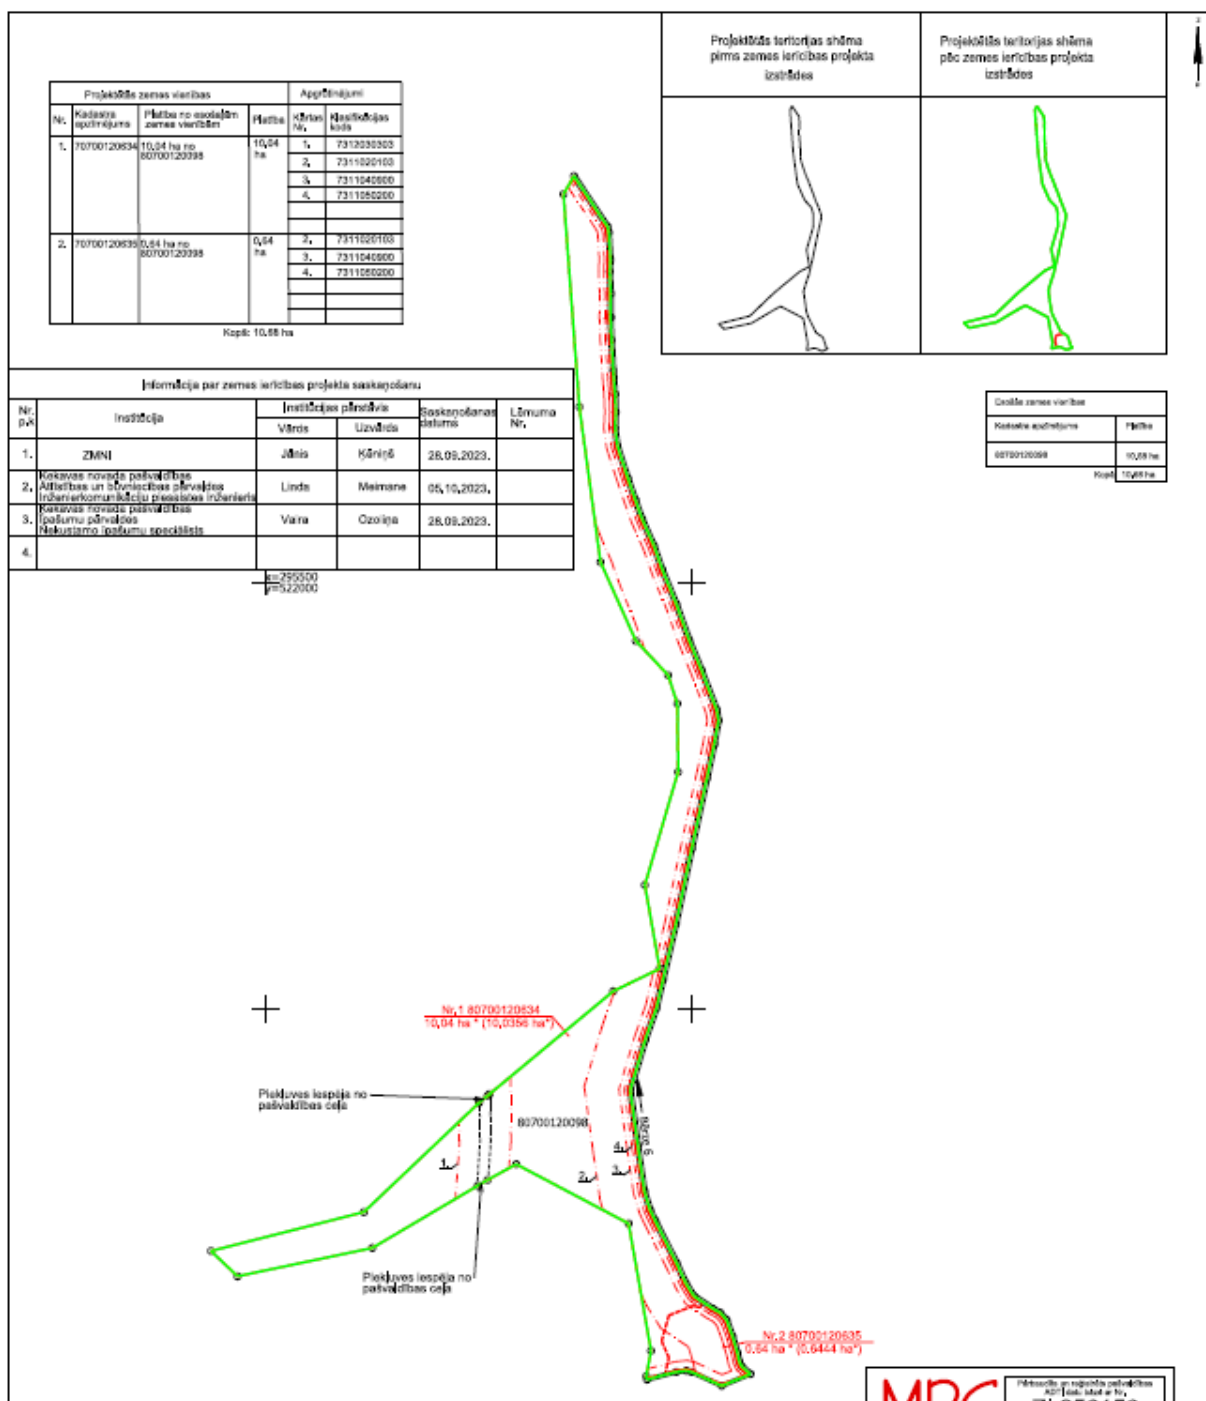 Projektētās teritorijas shēma
pirms zemes ierīcības projekta
izstrādes
Projektētās teritorijas shēma
pēc zemes ierīcības projekta
izstrādes
Projektētās zemes vienības
Apgrūtinājumi
Nr.
Kadastra
apzīmējums
Platība no esošajām
zemes vienībām
Platība
Kārtas
Nr.
Klasifikācijas
kods
1.
70700120634
10,04 ha no
80700120098
10,04
ha
1.
7312030303
2.
7311020103
3.
7311040900
4.
7311050200
2.
70700120635
0,64 ha no
80700120098
0,64
ha
2.
7311020103
3.
7311040900
4.
7311050200
Kopā: 10,68 ha
Informācija par zemes ierīcības projekta saskaņošanu
Nr.
p.k
Institūcija
Institūcijas pārstāvis
Vārds
Uzvārds
Saskaņošanas
datums
Lēmuma
Nr.
1.
ZMNI
Jānis
Ķēniņš
28.09.2023.
2.
Ķekavas novada pašvaldības
Attīstības un būvniecības pārvaldes
Inženierkomunikāciju piesaistes inženieris
Linda
Meimane
05.10.2023.
3.
Ķekavas novada pašvaldības
Īpašumu pārvaldes
Nekustamo īpašumu speciālists
Vaira
Ozoliņa
28.09.2023.
4.
Esošās zemes vienības
Kadastra apzīmējums
Platība
80700120098
10,68 ha
Kopā:
10,68 ha
x=295500
y=522000
Nr.1 80700120634
10,04 ha * (10,0356 ha*)
Piekļuves iespēja no
pašvaldības ceļa
80700120098
1.
2.
4.
3.
Piekļuves iespēja no
pašvaldības ceļa
Nr.2 80700120635
0.64 ha * (0.6444 ha*)